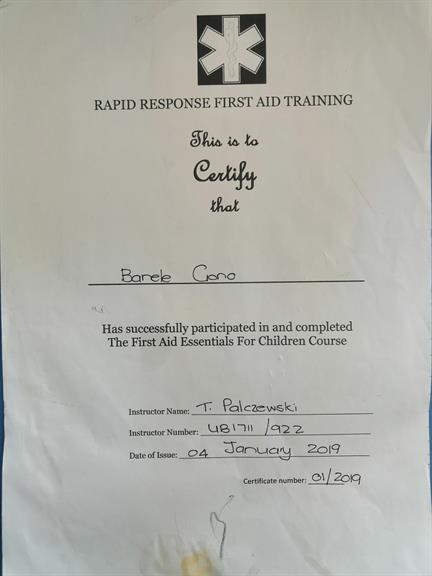 RAPID RESPONSE FIRST AID TRAINING
This is to
Certify
that
Banele Gono
Has successfully participated in and completed
The First Aid Essentials For Children Course
Instructor Name: T. Palczewski
Instructor Number: UB1711/922
Date of Issue: 04 January 2019
Certificate number: 01/2019